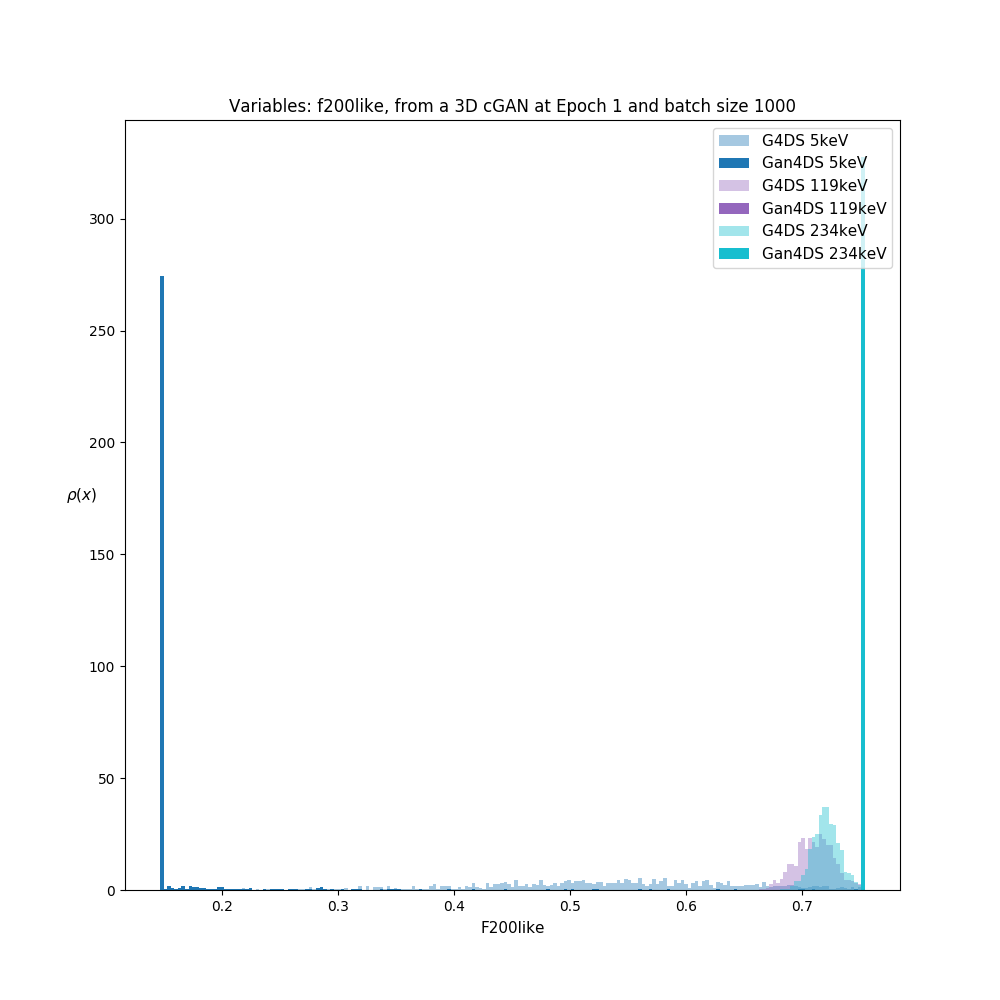 Variables: f200like, from a 3D cGAN at Epoch 1 and batch size 1000
G4DS 5keV
Gan4DS 5keV
G4DS 119keV
Gan4DS 119keV
G4DS 234keV
Gan4DS 234keV
300
250
200
ρ(x)
150
100
50
0
0.2 0.3 0.4 0.5 0.6 0.7
F200like